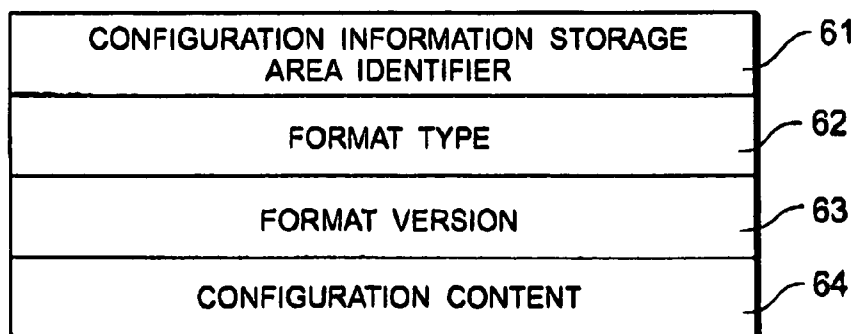 CONFIGURATION INFORMATION STORAGE
AREA IDENTIFIER
61
FORMAT TYPE
62
FORMAT VERSION
63
CONFIGURATION CONTENT
64